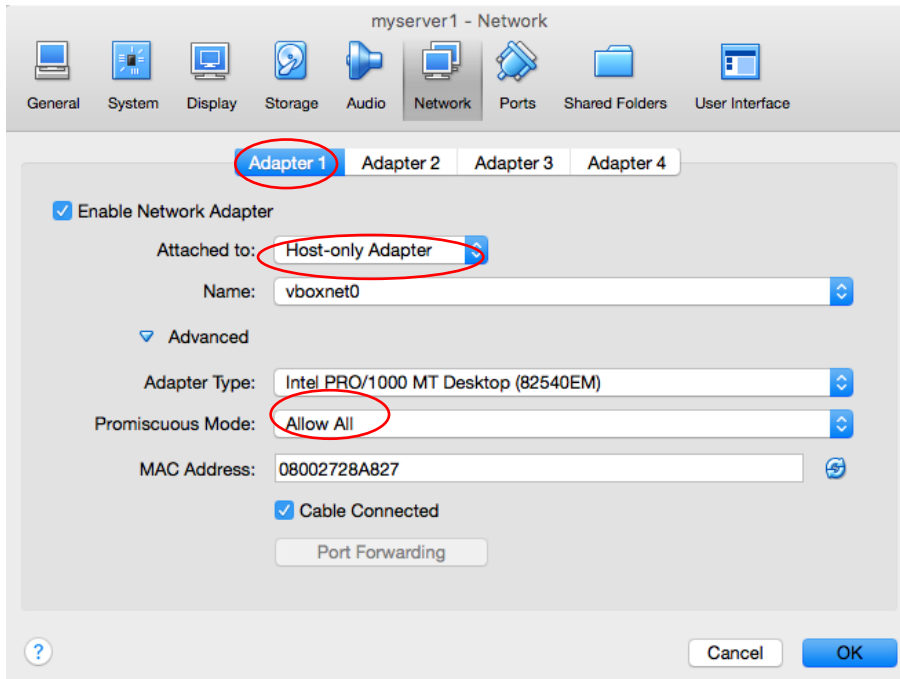 myserver1 - Network
General System Display Storage Audio Network Ports Shared Folders User Interface
Adapter 1 Adapter 2 Adapter 3 Adapter 4
Enable Network Adapter
Attached to: Host-only Adapter
Name: vboxnet0
Advanced
Adapter Type: Intel PRO/1000 MT Desktop (82540EM)
Promiscuous Mode: Allow All
MAC Address: 08002728A827
Cable Connected
Port Forwarding
? Cancel OK